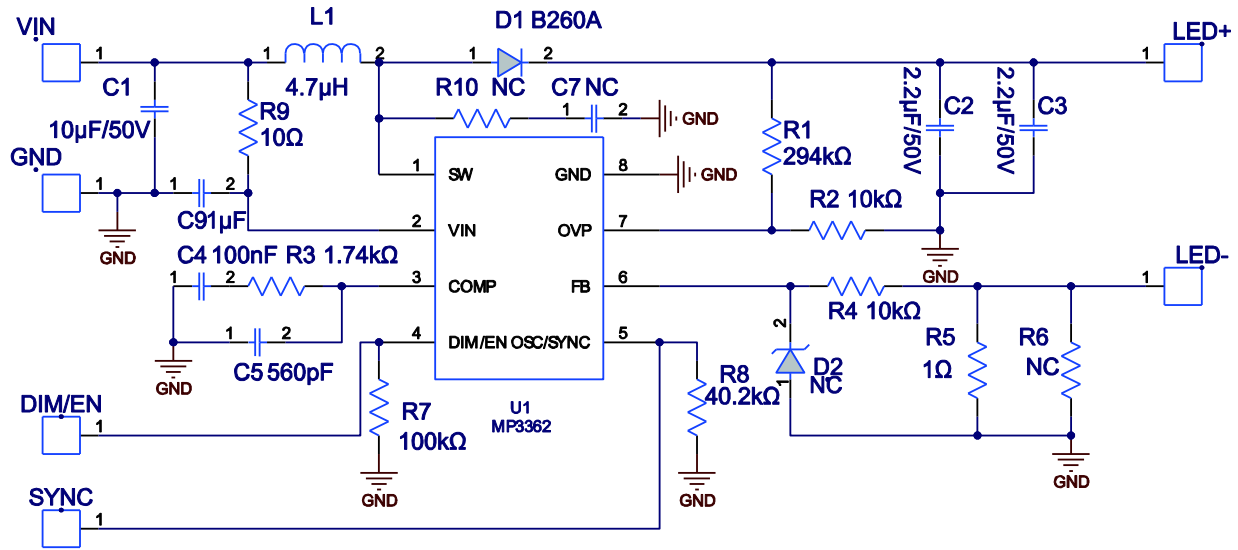 VIN
L1
D1 B260A
LED+
1
1
2
1
2
1
C1
4.7µH
R10 NC
C7 NC
2.2µF/50V
C2
2.2µF/50V
C3
10µF/50V
R9
10Ω
1
2
GND
R1
294kΩ
GND
1
1
2
1
SW
GND
8
GND
C9 1µF
R2 10kΩ
2
VIN
OVP
7
GND
C4 100nF R3 1.74kΩ
GND
LED-
1
2
3
COMP
FB
6
1
R4 10kΩ
1
2
4
DIM/EN OSC/SYNC
5
2
R5
1Ω
R6
NC
GND
C5 560pF
D2
NC
1
R8
40.2kΩ
DIM/EN
1
R7
100kΩ
U1
MP3362
GND
GND
GND
SYNC
1